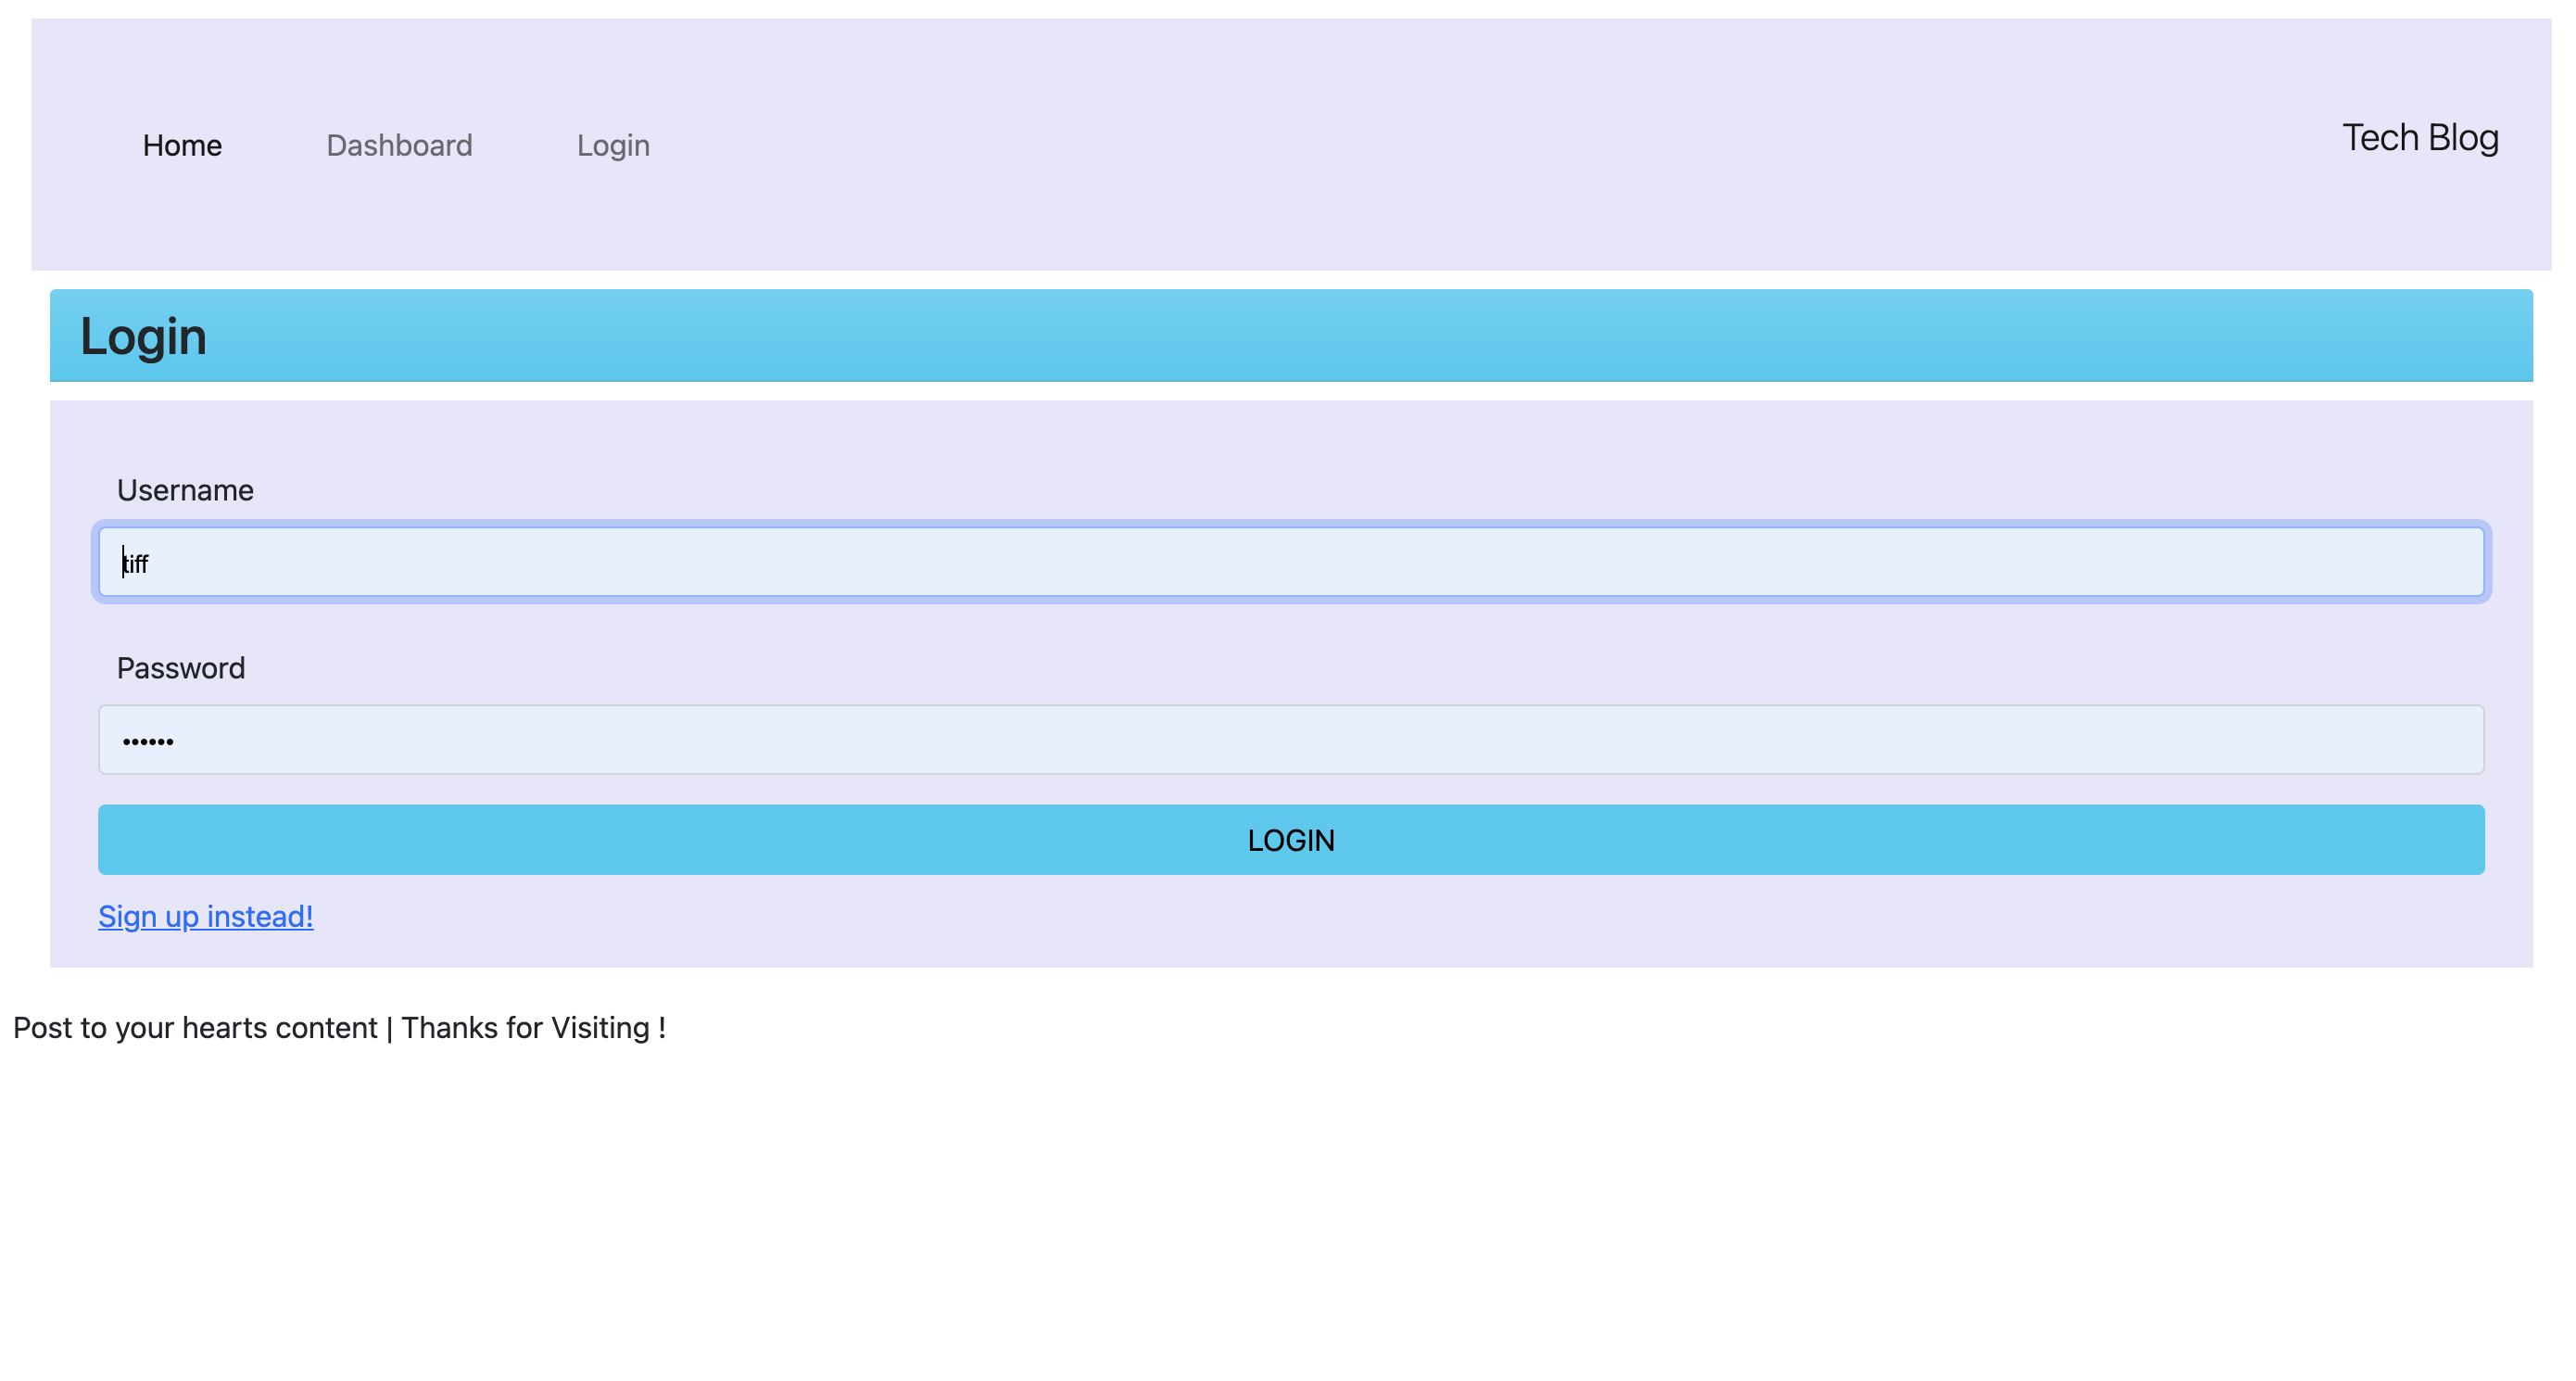 Home Dashboard Login Tech Blog
Login
Username
tiff
Password
••••••
LOGIN
Sign up instead!
Post to your hearts content | Thanks for Visiting !